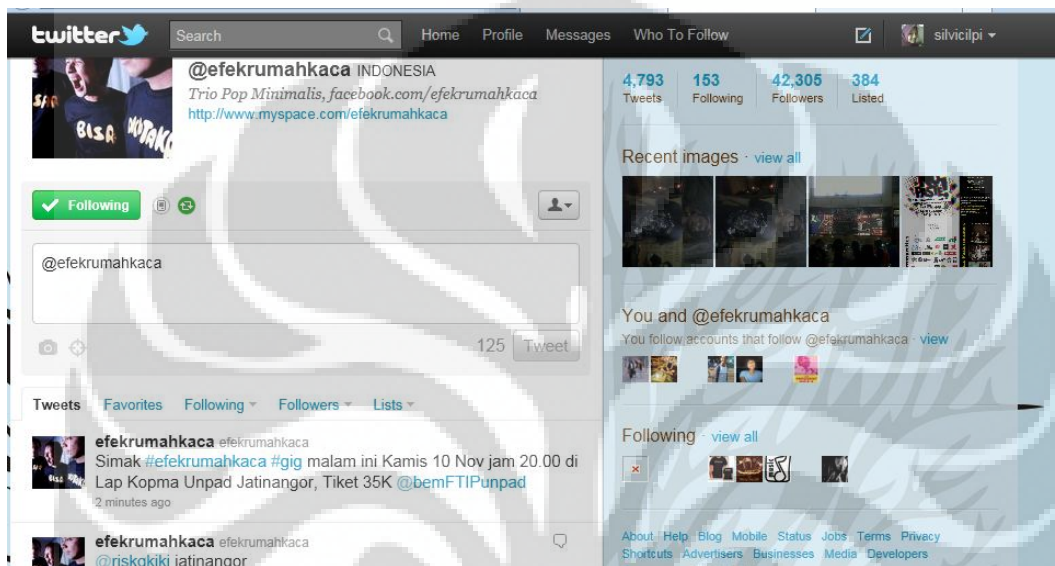 twitter
Search
Home Profile Messages Who To Follow
silvicilpi
@efekrumahkaca INDONESIA
Trio Pop Minimalis, facebook.com/efekrumahkaca
http://www.myspace.com/efekrumahkaca
BISA
Following
@efekrumahkaca
125 Tweet
Tweets Favorites Following Followers Lists
efekrumahkaca efekrumahkaca
Simak #efekrumahkaca #gig malam ini Kamis 10 Nov jam 20.00 di
Lap Kopma Unpad Jatinangor, Tiket 35K @bemFTIPunpad
2 minutes ago
efekrumahkaca efekrumahkaca
@riskgkiki jatinangor
4,793 153 42,305 384
Tweets Following Followers Listed
Recent images · view all
You and @efekrumahkaca
You follow accounts that follow @efekrumahkaca · view
Following · view all
About Help Blog Mobile Status Jobs Terms Privacy
Shortcuts Advertisers Businesses Media Developers